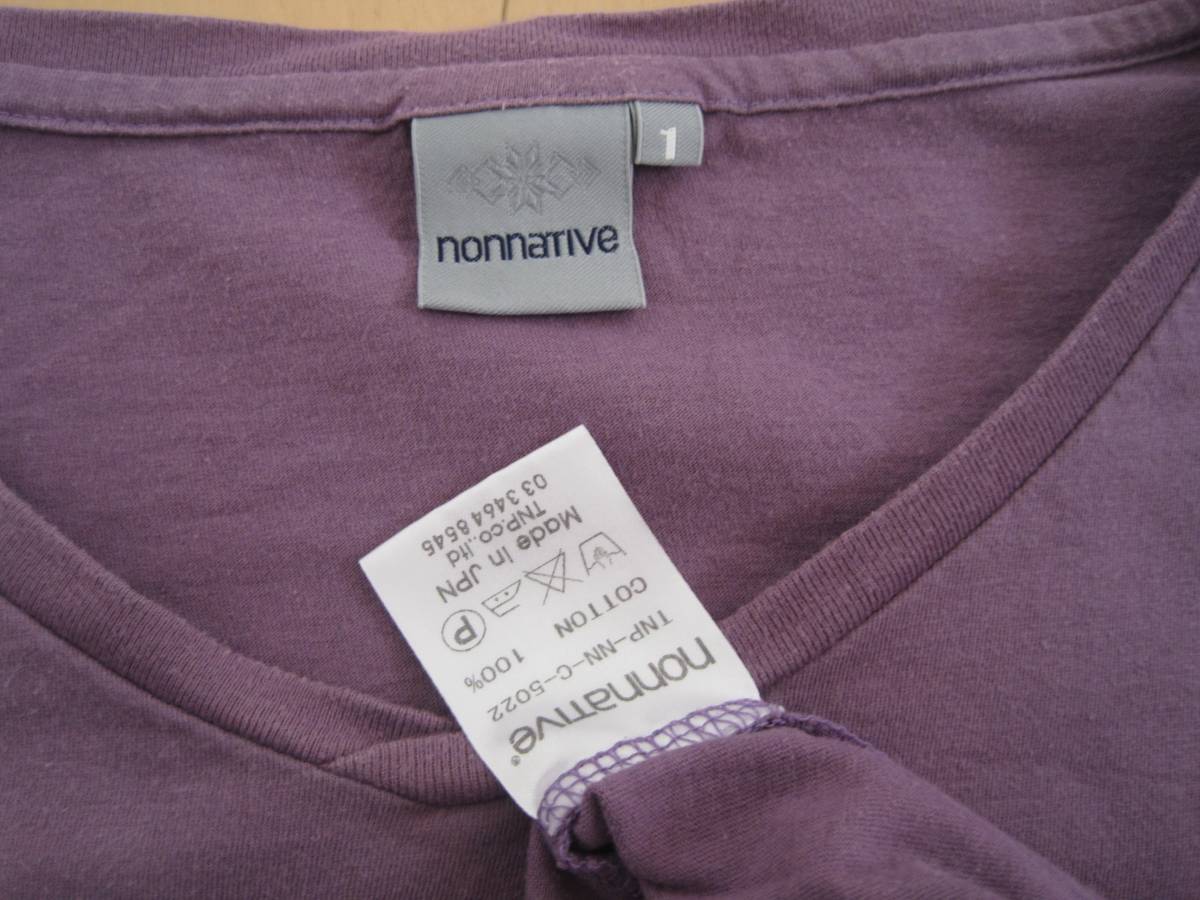 nonnative
1
nonnative®
TNP-NN-C-5022
COTTON 100%
P
Made in JPN
TNP.co.,ltd
03 3464 8545